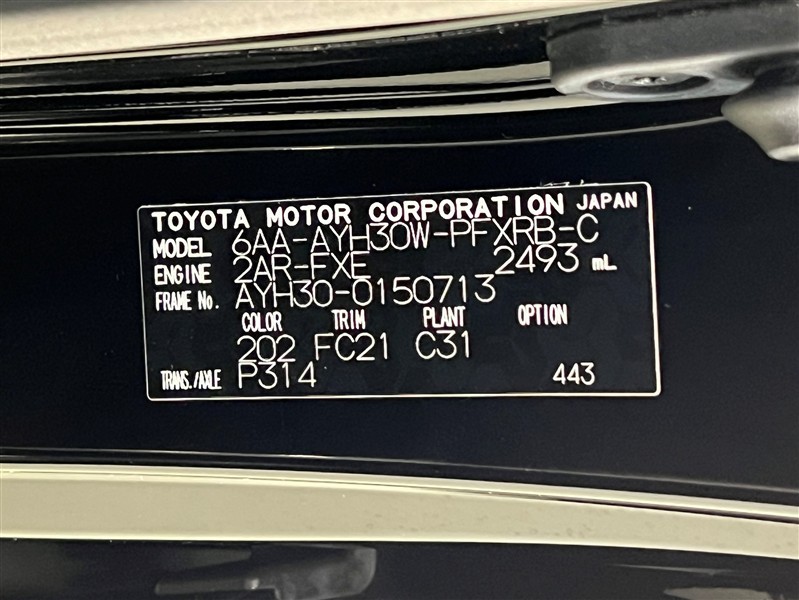 TOYOTA MOTOR CORPORATION JAPAN
MODEL 6AA-AYH30W-PFXRB-C
ENGINE 2AR-FXE 2493 mL
FRAME No. AYH30-0150713
COLOR TRIM PLANT OPTION
202 FC21 C31
TRANS./AXLE P314 443